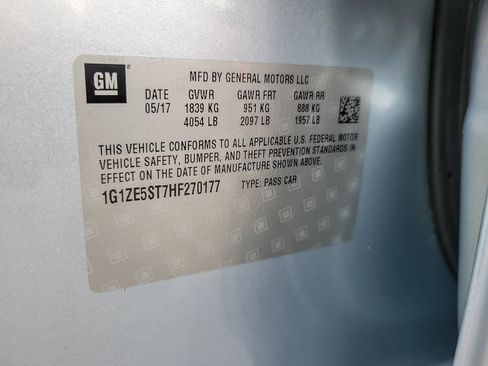 GM
MFD BY GENERAL MOTORS LLC
DATE GVWR GAWR FRT GAWR RR
05/17 1839 KG 951 KG 888 KG
4054 LB 2097 LB 1957 LB
THIS VEHICLE CONFORMS TO ALL APPLICABLE U.S. FEDERAL MOTOR
VEHICLE SAFETY, BUMPER, AND THEFT PREVENTION STANDARDS IN
EFFECT ON THE DATE OF MANUFACTURE SHOWN ABOVE.
1G1ZE5ST7HF270177 TYPE: PASS CAR